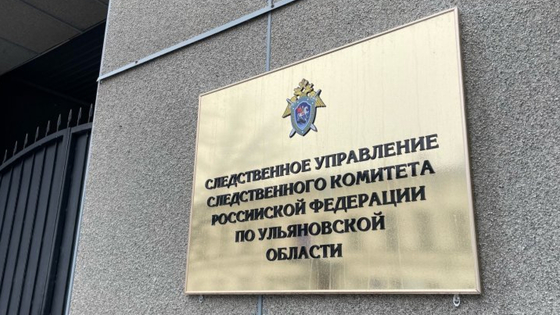 СЛЕДСТВЕННОЕ УПРАВЛЕНИЕ
СЛЕДСТВЕННОГО КОМИТЕТА
РОССИЙСКОЙ ФЕДЕРАЦИИ
ПО УЛЬЯНОВСКОЙ
ОБЛАСТИ